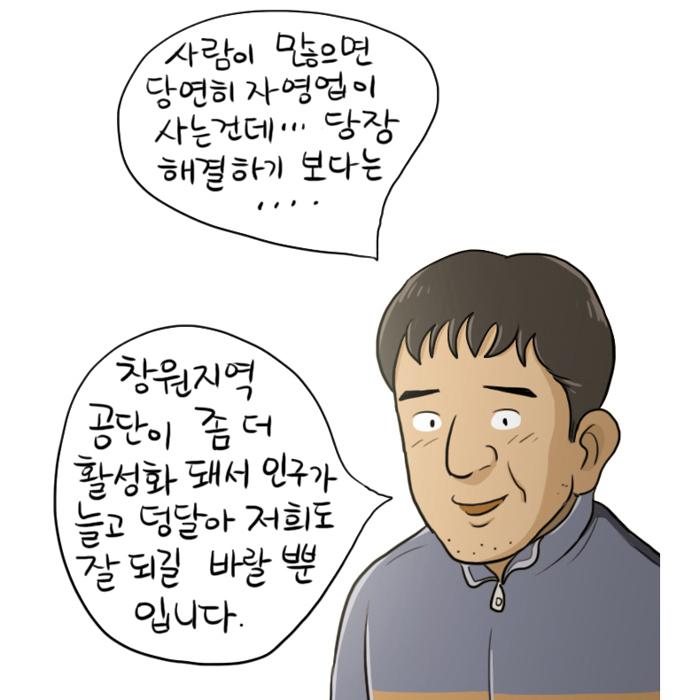 사람이 많으면
당연히 자영업이
사는건데... 당장
해결하기 보다는
....
창원지역
공단이 좀 더
활성화 돼서 인구가
늘고 덩달아 저희도
잘 되길 바랄 뿐
입니다.